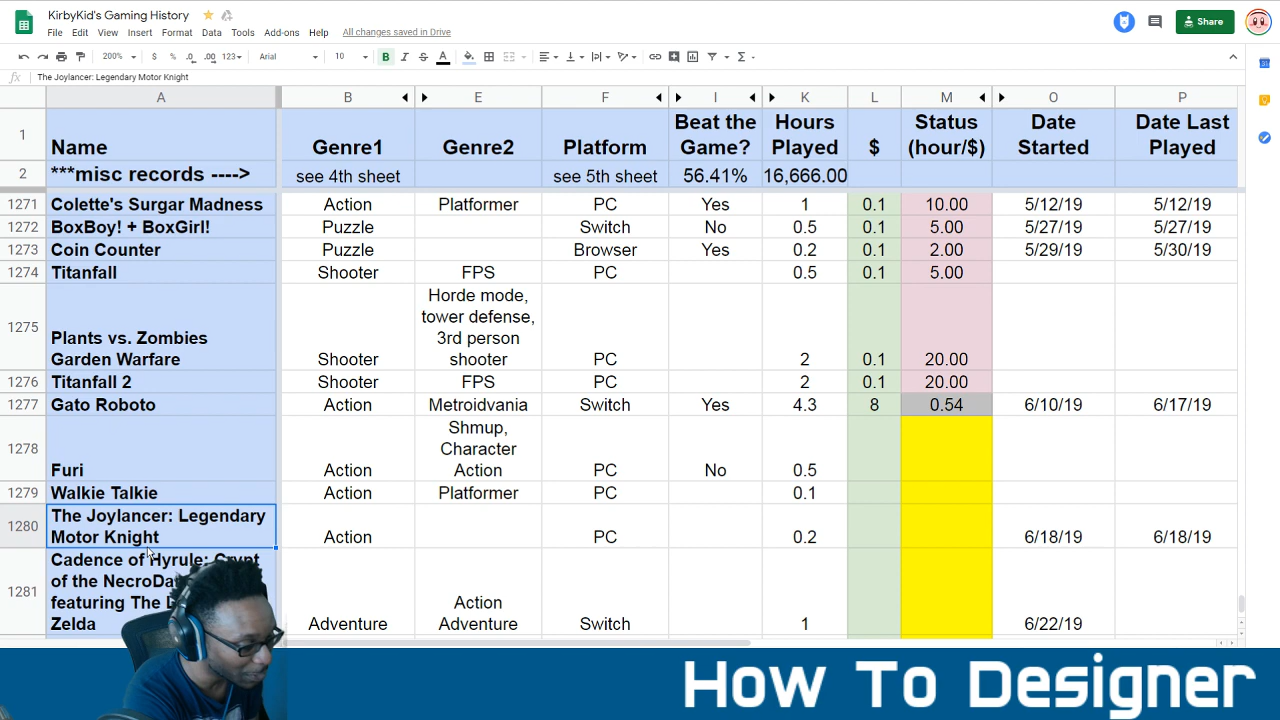 KirbyKid's Gaming History
File Edit View Insert Format Data Tools Add-ons Help All changes saved in Drive
Share
200% $ % .0 .00 123 Arial 10 B I S A
fx The Joylancer: Legendary Motor Knight
A B E F I K L M O P
1 Name Genre1 Genre2 Platform Beat the Game? Hours Played $ Status (hour/$) Date Started Date Last Played
2 ***misc records ----> see 4th sheet see 5th sheet 56.41% 16,666.00
1271 Colette's Surgar Madness Action Platformer PC Yes 1 0.1 10.00 5/12/19 5/12/19
1272 BoxBoy! + BoxGirl! Puzzle Switch No 0.5 0.1 5.00 5/27/19 5/27/19
1273 Coin Counter Puzzle Browser Yes 0.2 0.1 2.00 5/29/19 5/30/19
1274 Titanfall Shooter FPS PC 0.5 0.1 5.00
1275 Plants vs. Zombies Garden Warfare Shooter Horde mode, tower defense, 3rd person shooter PC 2 0.1 20.00
1276 Titanfall 2 Shooter FPS PC 2 0.1 20.00
1277 Gato Roboto Action Metroidvania Switch Yes 4.3 8 0.54 6/10/19 6/17/19
1278 Furi Action Shmup, Character Action PC No 0.5
1279 Walkie Talkie Action Platformer PC 0.1
1280 The Joylancer: Legendary Motor Knight Action PC 0.2 6/18/19 6/18/19
1281 Cadence of Hyrule: Crypt of the featuring The Zelda Adventure Action Adventure Switch 1 6/22/19
How To Designer